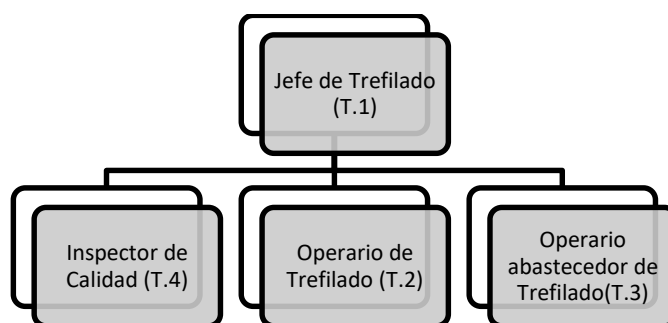 Jefe de Trefilado
(T.1)
Inspector de
Calidad (T.4)
Operario de
Trefilado (T.2)
Operario
abastecedor de
Trefilado(T.3)